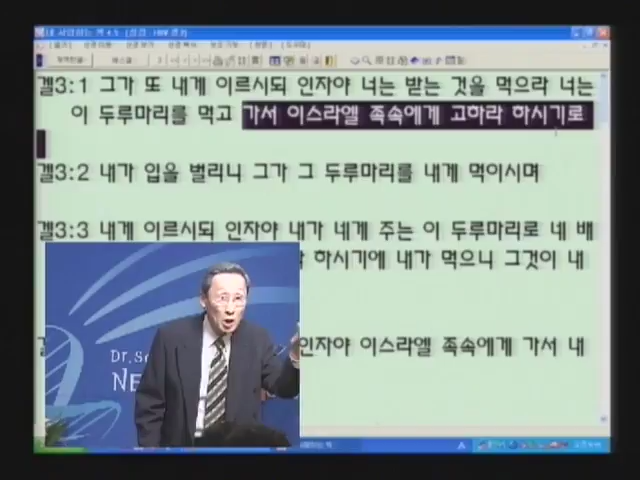 겔3:1 그가 또 내게 이르시되 인자야 너는 받는 것을 먹으라 너는
이 두루마리를 먹고 가서 이스라엘 족속에게 고하라 하시기로
겔3:2 내가 입을 벌리니 그가 그 두루마리를 내게 먹이시며
겔3:3 내게 이르시되 인자야 내가 네게 주는 이 두루마리로 네 배
하시기에 내가 먹으니 그것이 내
인자야 이스라엘 족속에게 가서 내
Dr.
NE